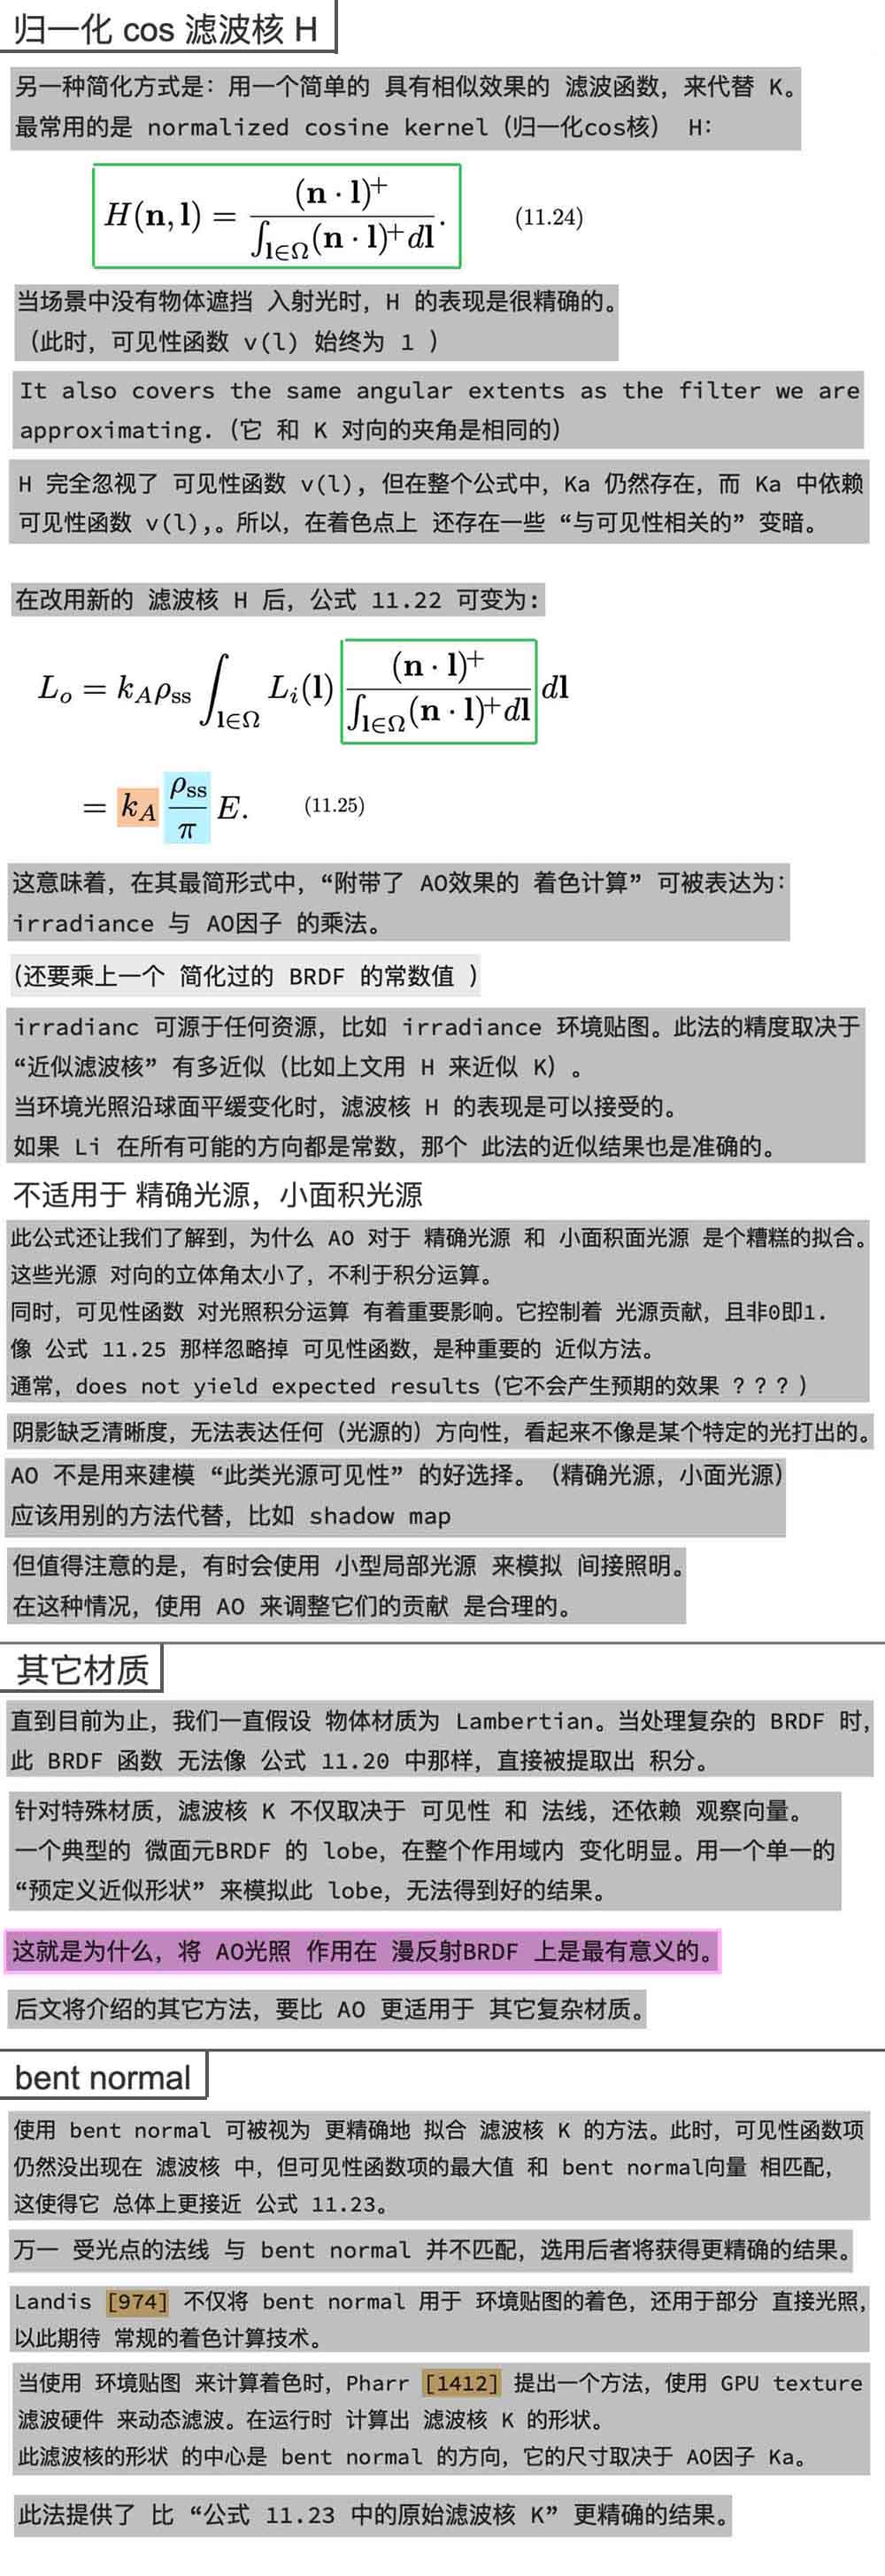 归一化 cos 滤波核 H
另一种简化方式是：用一个简单的 具有相似效果的 滤波函数，来代替 K。
最常用的是 normalized cosine kernel（归一化cos核） H：
H(n, l) = (n · l)⁺ / ∫l∈Ω(n · l)⁺dl. (11.24)
当场景中没有物体遮挡 入射光时，H 的表现是很精确的。
（此时，可见性函数 v(l) 始终为 1 ）
It also covers the same angular extents as the filter we are
approximating.（它 和 K 对向的夹角是相同的）
H 完全忽视了 可见性函数 v(l)，但在整个公式中，Ka 仍然存在，而 Ka 中依赖
可见性函数 v(l),。所以，在着色点上 还存在一些 “与可见性相关的” 变暗。
在改用新的 滤波核 H 后，公式 11.22 可变为：
Lo = kAρss ∫l∈Ω Li(l) (n · l)⁺ / ∫l∈Ω(n · l)⁺dl dl
= kA ρss/π E. (11.25)
这意味着，在其最简形式中，“附带了 AO效果的 着色计算” 可被表达为：
irradiance 与 AO因子 的乘法。
(还要乘上一个 简化过的 BRDF 的常数值 ）
irradianc 可源于任何资源，比如 irradiance 环境贴图。此法的精度取决于
“近似滤波核” 有多近似（比如上文用 H 来近似 K）。
当环境光照沿球面平缓变化时，滤波核 H 的表现是可以接受的。
如果 Li 在所有可能的方向都是常数，那个 此法的近似结果也是准确的。
不适用于 精确光源，小面积光源
此公式还让我们了解到，为什么 AO 对于 精确光源 和 小面积面光源 是个糟糕的拟合。
这些光源 对向的立体角太小了，不利于积分运算。
同时，可见性函数 对光照积分运算 有着重要影响。它控制着 光源贡献，且非0即1.
像 公式 11.25 那样忽略掉 可见性函数，是种重要的 近似方法。
通常，does not yield expected results（它不会产生预期的效果 ？？？）
阴影缺乏清晰度，无法表达任何（光源的）方向性，看起来不像是某个特定的光打出的。
AO 不是用来建模 “此类光源可见性” 的好选择。（精确光源，小面光源）
应该用别的方法代替，比如 shadow map
但值得注意的是，有时会使用 小型局部光源 来模拟 间接照明。
在这种情况，使用 AO 来调整它们的贡献 是合理的。
其它材质
直到目前为止，我们一直假设 物体材质为 Lambertian。当处理复杂的 BRDF 时，
此 BRDF 函数 无法像 公式 11.20 中那样，直接被提取出 积分。
针对特殊材质，滤波核 K 不仅取决于 可见性 和 法线，还依赖 观察向量。
一个典型的 微面元BRDF 的 lobe，在整个作用域内 变化明显。用一个单一的
“预定义近似形状” 来模拟此 lobe，无法得到好的结果。
这就是为什么，将 AO光照 作用在 漫反射BRDF 上是最有意义的。
后文将介绍的其它方法，要比 AO 更适用于 其它复杂材质。
bent normal
使用 bent normal 可被视为 更精确地 拟合 滤波核 K 的方法。此时，可见性函数项
仍然没出现在 滤波核 中，但可见性函数项的最大值 和 bent normal向量 相匹配，
这使得它 总体上更接近 公式 11.23。
万一 受光点的法线 与 bent normal 并不匹配，选用后者将获得更精确的结果。
Landis [974] 不仅将 bent normal 用于 环境贴图的着色，还用于部分 直接光照，
以此期待 常规的着色计算技术。
当使用 环境贴图 来计算着色时，Pharr [1412] 提出一个方法，使用 GPU texture
滤波硬件 来动态滤波。在运行时 计算出 滤波核 K 的形状。
此滤波核的形状 的中心是 bent normal 的方向，它的尺寸取决于 AO因子 Ka。
此法提供了 比 “公式 11.23 中的原始滤波核 K” 更精确的结果。